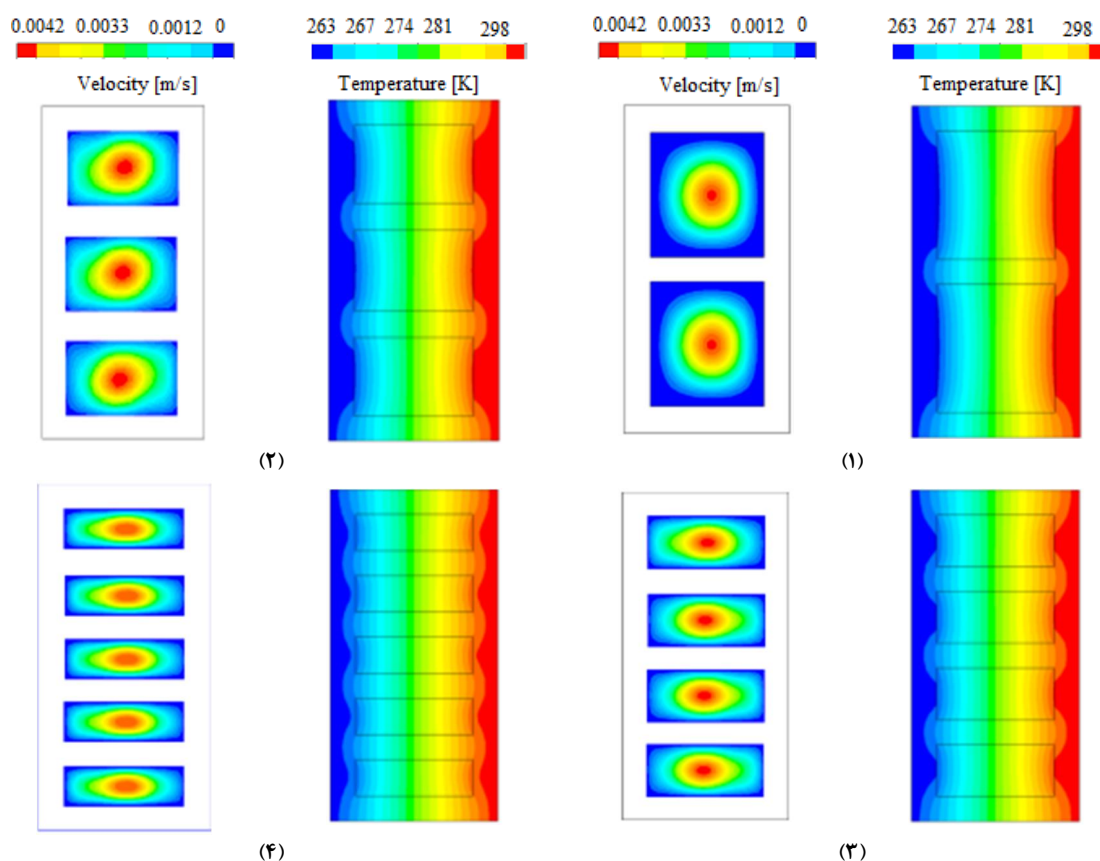 0.0042 0.0033 0.0012 0
263 267 274 281 298
0.0042 0.0033 0.0012 0
263 267 274 281 298
Velocity [m/s]
Temperature [K]
Velocity [m/s]
Temperature [K]
(۲)
(۱)
(۴)
(۳)